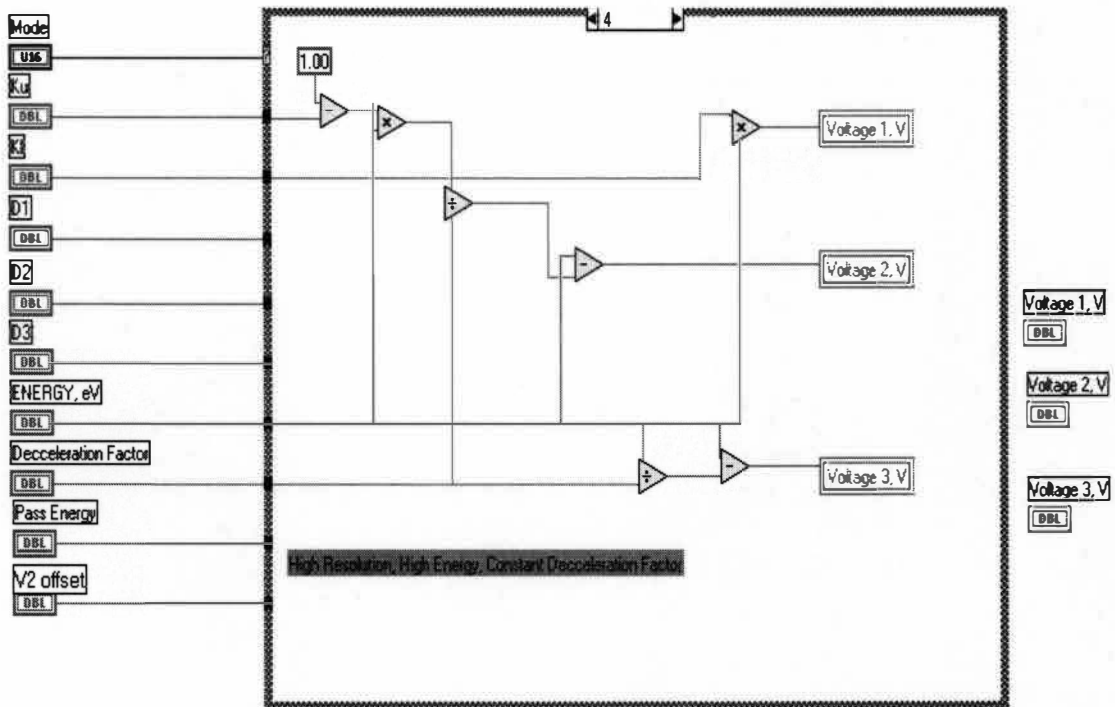 4
Mode
U16
1.00
Ku
DBL
DBL
Voltage 1, V
D1
DBL
D2
Voltage 2, V
DBL
Voltage 1, V
D3
DBL
DBL
ENERGY, eV
Voltage 2, V
DBL
DBL
Decceleration Factor
DBL
Voltage 3, V
Voltage 3, V
Pass Energy
DBL
DBL
High Resolution, High Energy, Constant Decceleration Factor
V2 offset
DBL